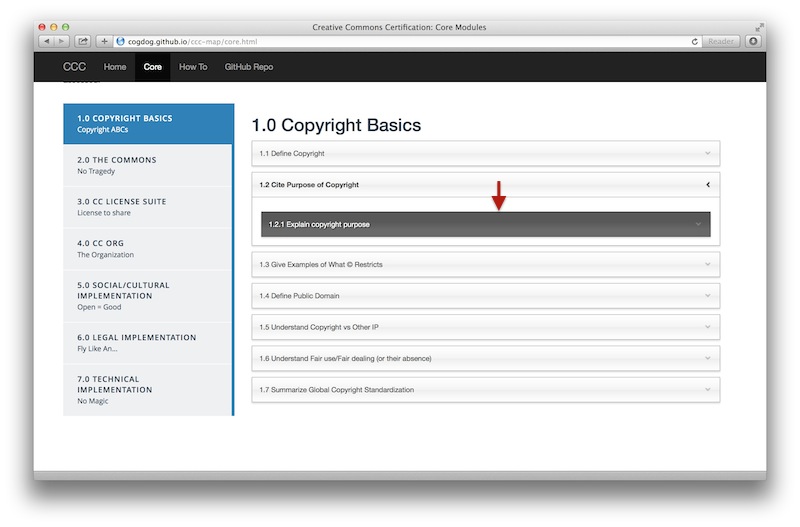 Creative Commons Certification: Core Modules
cogdog.github.io/ccc-map/core.html
Reader
CCC Home Core How To GitHub Repo
1.0 COPYRIGHT BASICS
Copyright ABCs
2.0 THE COMMONS
No Tragedy
3.0 CC LICENSE SUITE
License to share
4.0 CC ORG
The Organization
5.0 SOCIAL/CULTURAL
IMPLEMENTATION
Open = Good
6.0 LEGAL IMPLEMENTATION
Fly Like An...
7.0 TECHNICAL
IMPLEMENTATION
No Magic
1.0 Copyright Basics
1.1 Define Copyright
1.2 Cite Purpose of Copyright
1.2.1 Explain copyright purpose
1.3 Give Examples of What © Restricts
1.4 Define Public Domain
1.5 Understand Copyright vs Other IP
1.6 Understand Fair use/Fair dealing (or their absence)
1.7 Summarize Global Copyright Standardization